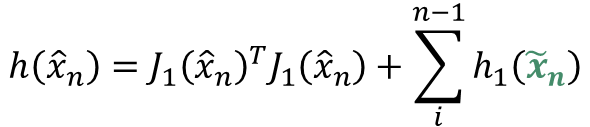 h(x̂ₙ) = J₁(x̂ₙ)ᵀJ₁(x̂ₙ) + ∑ᵢⁿ⁻¹ h₁(x̃ₙ)